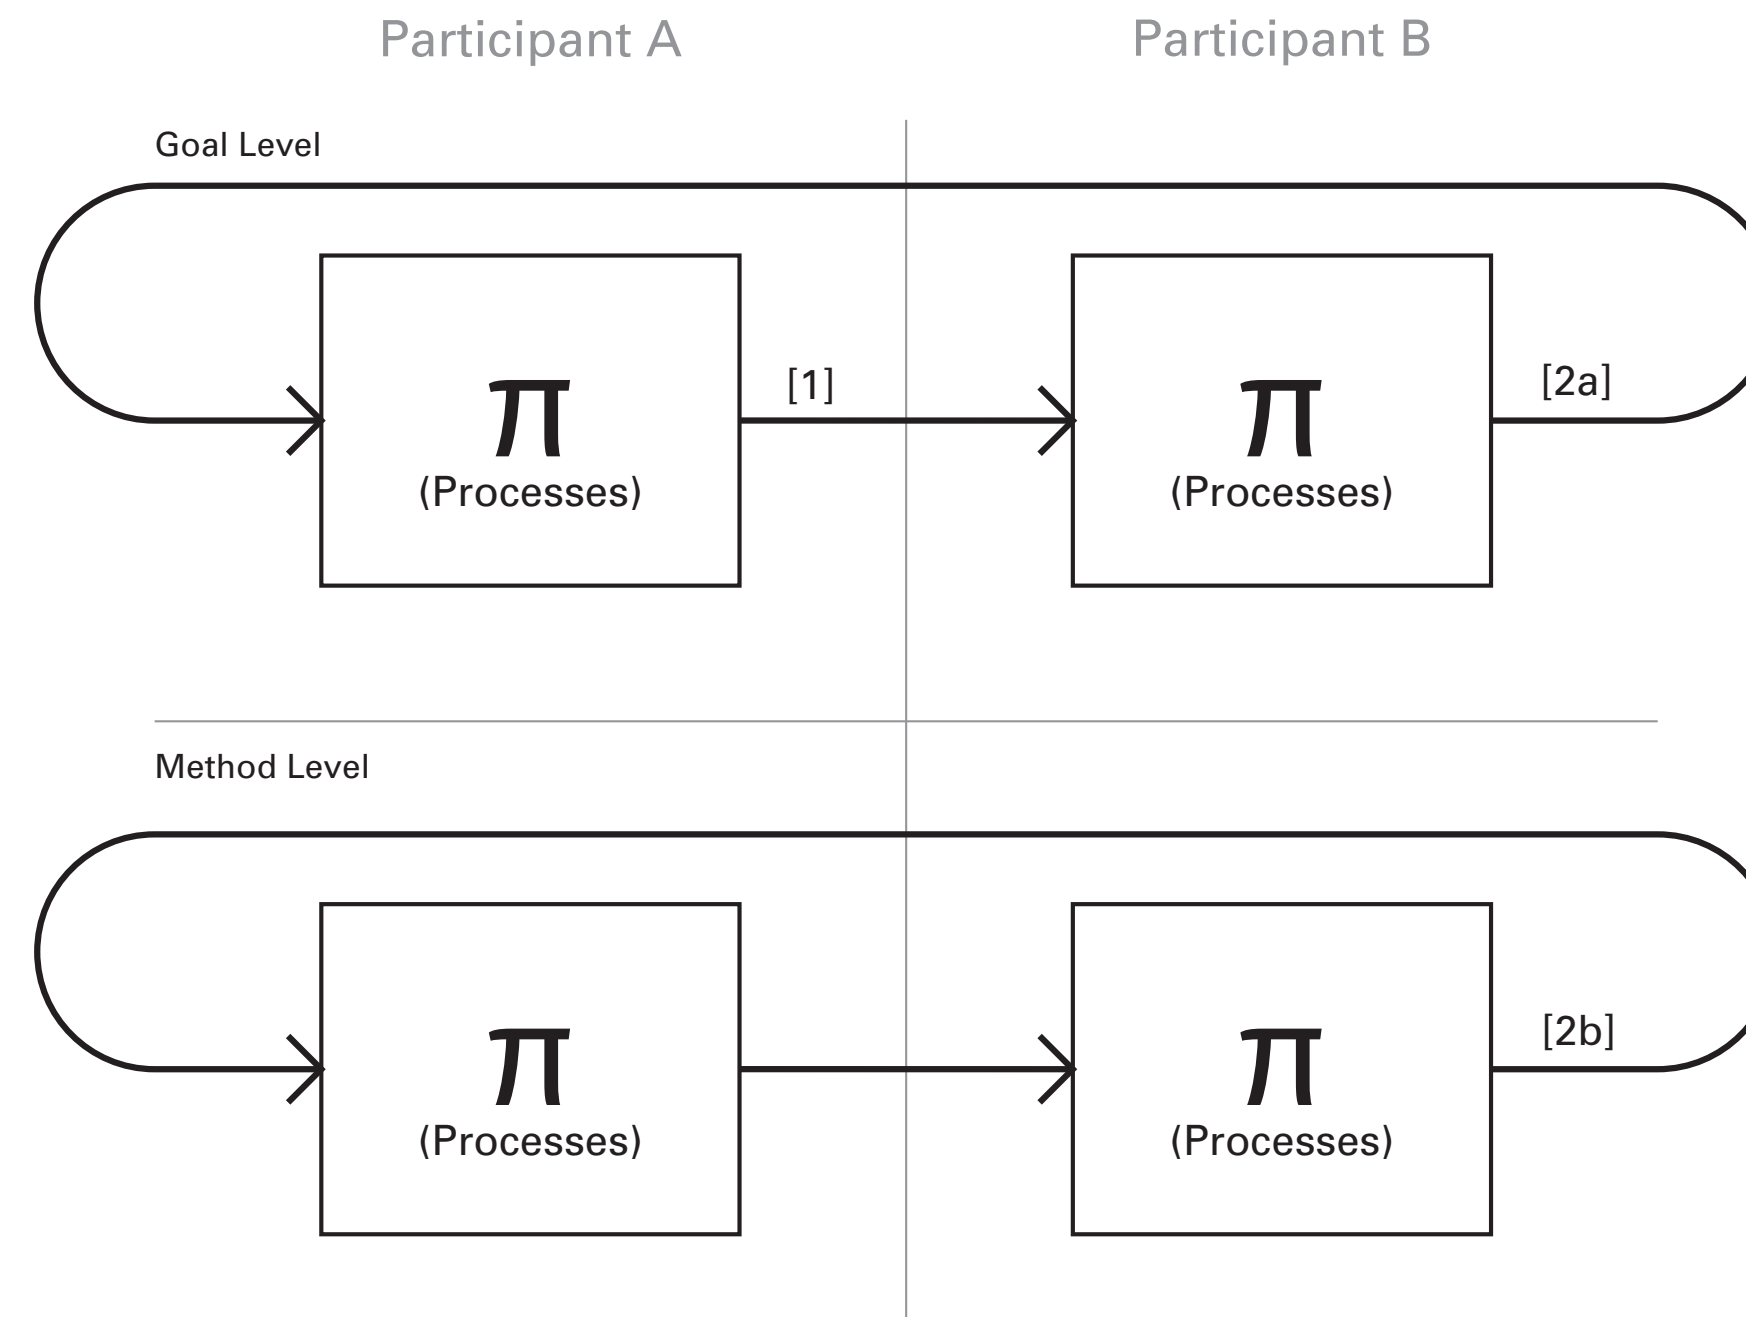 Participant A
Participant B
Goal Level
[1]
[2a]
π
(Processes)
π
(Processes)
Method Level
[2b]
π
(Processes)
π
(Processes)